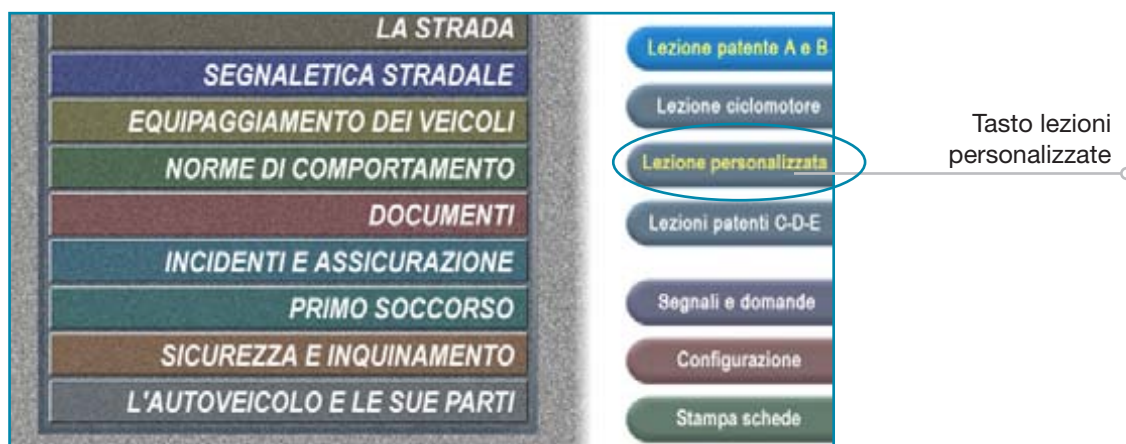 LA STRADA
SEGNALETICA STRADALE
EQUIPAGGIAMENTO DEI VEICOLI
NORME DI COMPORTAMENTO
DOCUMENTI
INCIDENTI E ASSICURAZIONE
PRIMO SOCCORSO
SICUREZZA E INQUINAMENTO
L'AUTOVEICOLO E LE SUE PARTI
Lezione patente A e B
Lezione ciclomotore
Lezione personalizzata
Lezioni patenti C-D-E
Segnali e domande
Configurazione
Stampa schede
Tasto lezioni
personalizzate